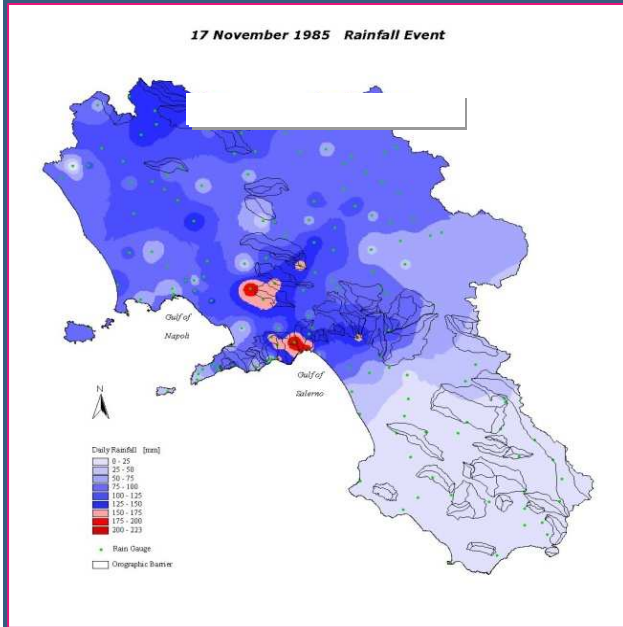 17 November 1985 Rainfall Event
Gulf of
Napoli
Gulf of
Salerno
N
Daily Rainfall [mm]
0 - 25
25 - 50
50 - 75
75 - 100
100 - 125
125 - 150
150 - 175
175 - 200
200 - 223
Rain Gauge
Orographic Barrier